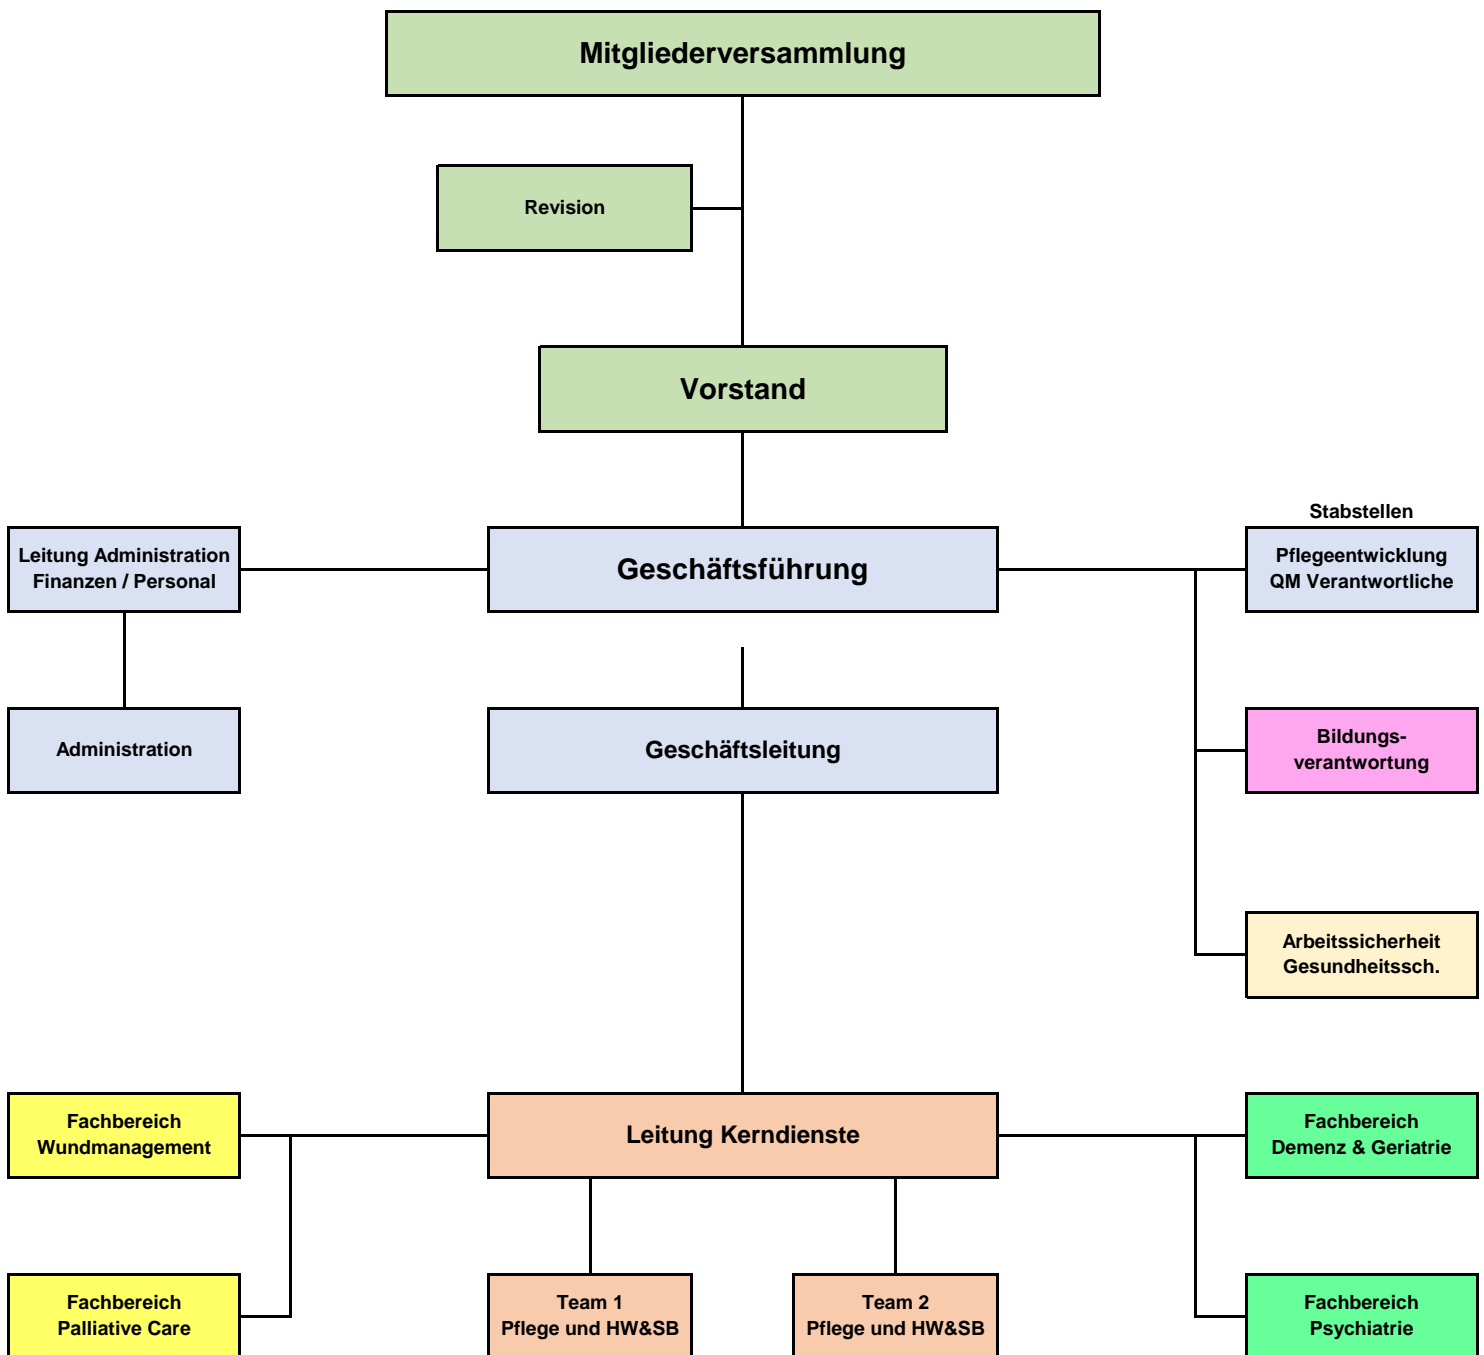 Mitgliederversammlung
Revision
Vorstand
Stabstellen
Leitung Administration
Finanzen / Personal
Geschäftsführung
Pflegeentwicklung
QM Verantwortliche
Administration
Geschäftsleitung
Bildungs-
verantwortung
Arbeitssicherheit
Gesundheitssch.
Fachbereich
Wundmanagement
Leitung Kerndienste
Fachbereich
Demenz & Geriatrie
Fachbereich
Palliative Care
Team 1
Pflege und HW&SB
Team 2
Pflege und HW&SB
Fachbereich
Psychiatrie